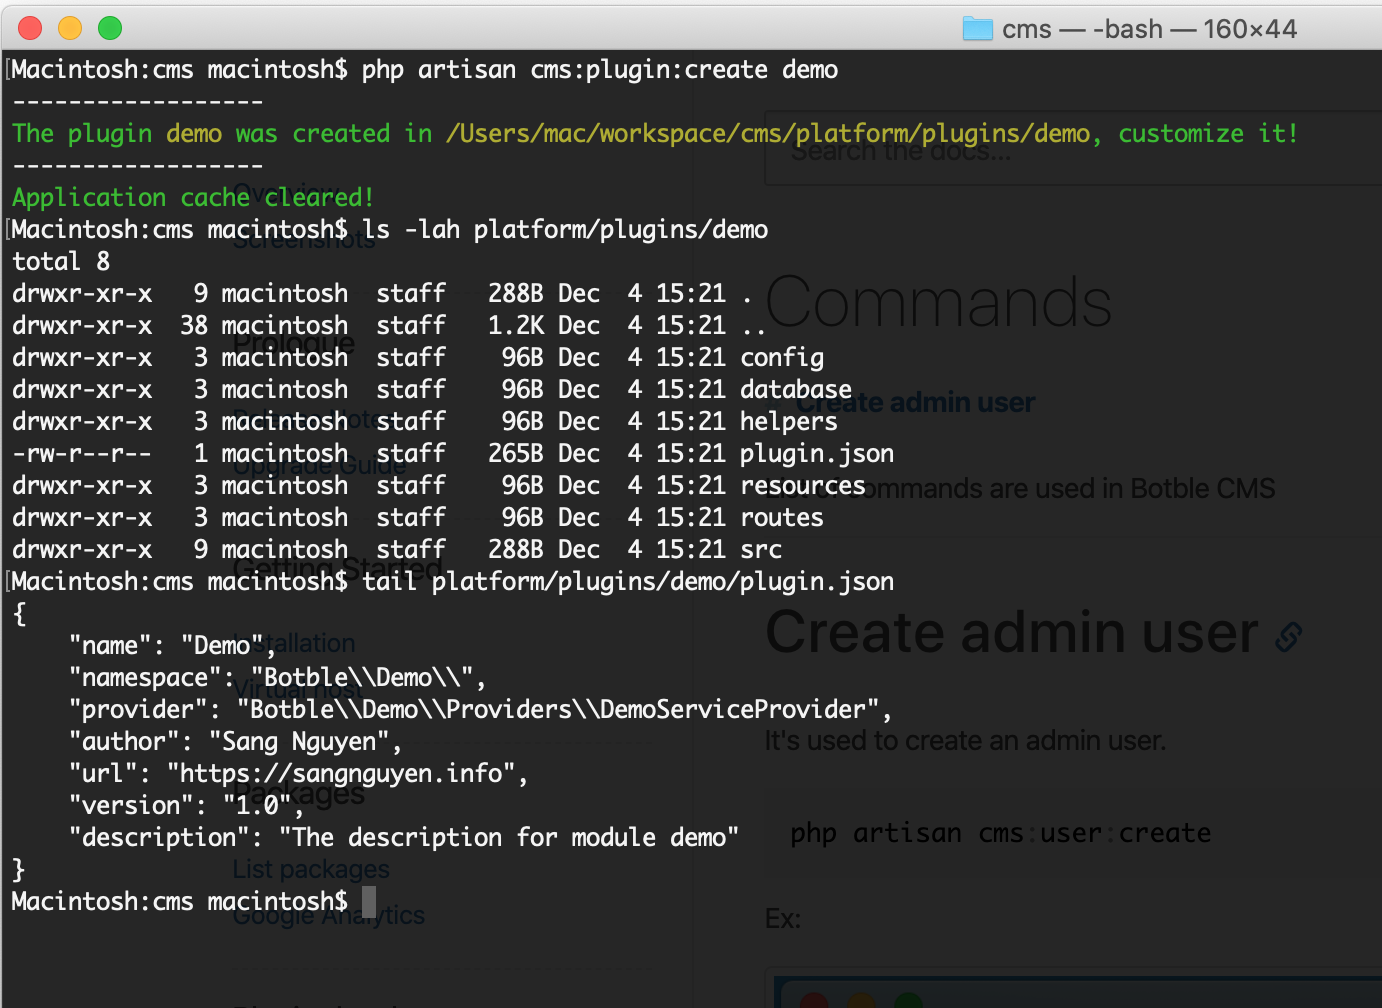 cms — -bash — 160×44
[Macintosh:cms macintosh$ php artisan cms:plugin:create demo
------------------
The plugin demo was created in /Users/mac/workspace/cms/platform/plugins/demo, customize it!
------------------
Application cache cleared!
[Macintosh:cms macintosh$ ls -lah platform/plugins/demo
total 8
drwxr-xr-x   9 macintosh  staff   288B Dec  4 15:21 .
drwxr-xr-x  38 macintosh  staff   1.2K Dec  4 15:21 ..
drwxr-xr-x   3 macintosh  staff    96B Dec  4 15:21 config
drwxr-xr-x   3 macintosh  staff    96B Dec  4 15:21 database
drwxr-xr-x   3 macintosh  staff    96B Dec  4 15:21 helpers
-rw-r--r--   1 macintosh  staff   265B Dec  4 15:21 plugin.json
drwxr-xr-x   3 macintosh  staff    96B Dec  4 15:21 resources
drwxr-xr-x   3 macintosh  staff    96B Dec  4 15:21 routes
drwxr-xr-x   9 macintosh  staff   288B Dec  4 15:21 src
[Macintosh:cms macintosh$ tail platform/plugins/demo/plugin.json
{
    "name": "Demo",
    "namespace": "Botble\\Demo\\",
    "provider": "Botble\\Demo\\Providers\\DemoServiceProvider",
    "author": "Sang Nguyen",
    "url": "https://sangnguyen.info",
    "version": "1.0",
    "description": "The description for module demo"
}
Macintosh:cms macintosh$
Search the docs...
Overview
Screenshots
Prologue
Release Notes
Upgrade Guide
Getting Started
Installation
Virtual host
Packages
List packages
Google Analytics
Commands
Create admin user
List of commands are used in Botble CMS
Create admin user
It's used to create an admin user.
php artisan cms:user:create
Ex: